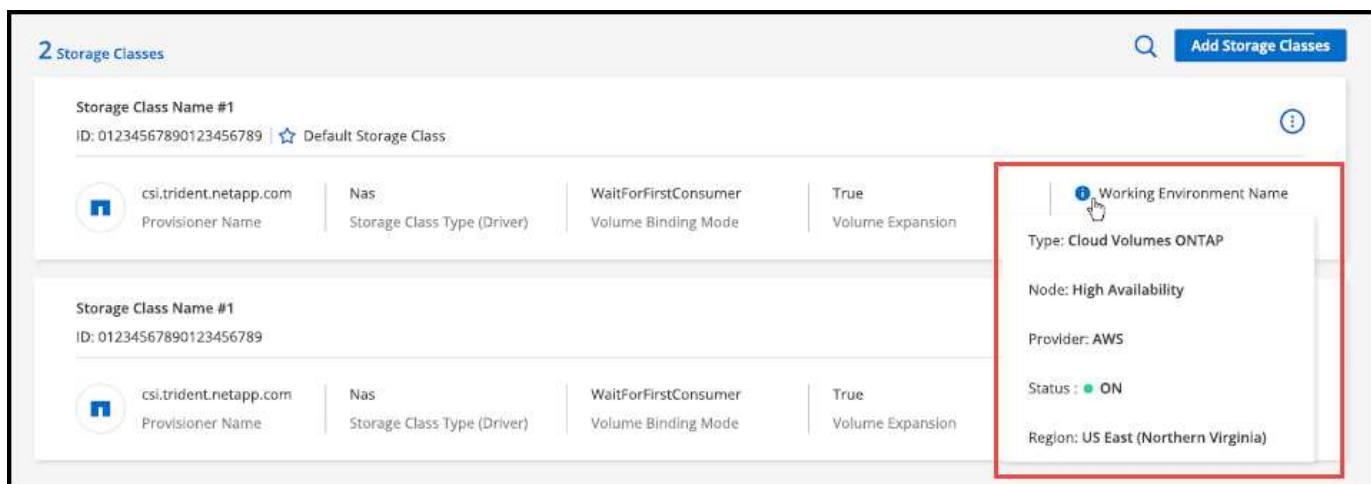 2 Storage Classes
Add Storage Classes
Storage Class Name #1
ID: 01234567890123456789 | Default Storage Class
csi.trident.netapp.com
Provisioner Name
Nas
Storage Class Type (Driver)
WaitForFirstConsumer
Volume Binding Mode
True
Volume Expansion
Working Environment Name
Type: Cloud Volumes ONTAP
Node: High Availability
Provider: AWS
Status : ON
Region: US East (Northern Virginia)
Storage Class Name #1
ID: 01234567890123456789
csi.trident.netapp.com
Provisioner Name
Nas
Storage Class Type (Driver)
WaitForFirstConsumer
Volume Binding Mode
True
Volume Expansion